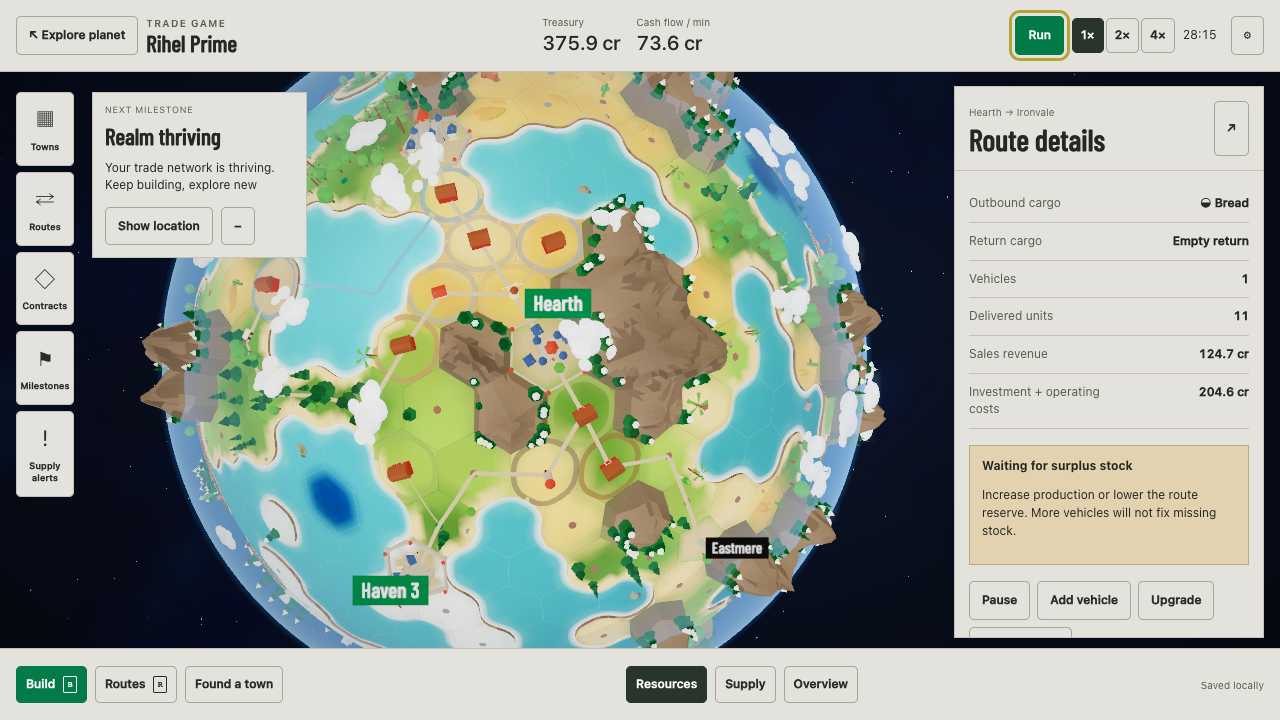 ↖ Explore planet
TRADE GAME
Rihel Prime
Treasury
375.9 cr
Cash flow / min
73.6 cr
Run
1×
2×
4×
28:15
Towns
Routes
Contracts
Milestones
Supply
alerts
NEXT MILESTONE
Realm thriving
Your trade network is thriving.
Keep building, explore new
Show location
–
Hearth
Haven 3
Eastmere
Hearth → Ironvale
Route details
Outbound cargo
Bread
Return cargo
Empty return
Vehicles
1
Delivered units
11
Sales revenue
124.7 cr
Investment + operating
costs
204.6 cr
Waiting for surplus stock
Increase production or lower the route
reserve. More vehicles will not fix missing
stock.
Pause
Add vehicle
Upgrade
Build B
Routes R
Found a town
Resources
Supply
Overview
Saved locally